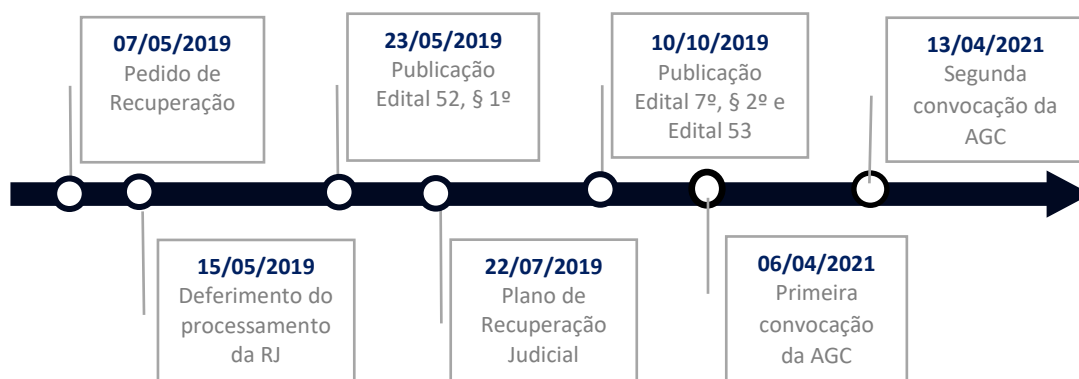 07/05/2019
Pedido de
Recuperação
15/05/2019
Deferimento do
processamento
da RJ
23/05/2019
Publicação
Edital 52, § 1º
22/07/2019
Plano de
Recuperação
Judicial
10/10/2019
Publicação
Edital 7º, § 2º e
Edital 53
06/04/2021
Primeira
convocação
da AGC
13/04/2021
Segunda
convocação da
AGC